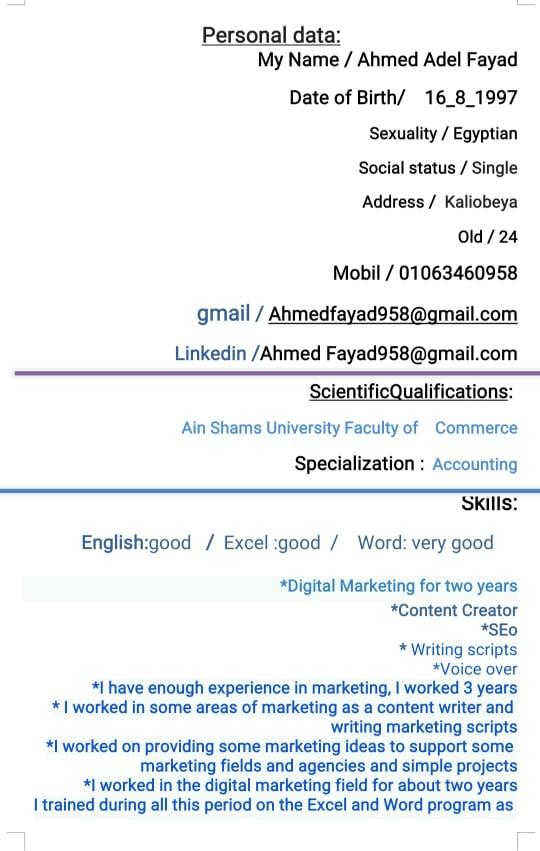 Personal data:
My Name / Ahmed Adel Fayad
Date of Birth/ 16_8_1997
Sexuality / Egyptian
Social status / Single
Address / Kaliobeya
Old / 24
Mobil / 01063460958
gmail / Ahmedfayad958@gmail.com
Linkedin /Ahmed Fayad958@gmail.com
ScientificQualifications:
Ain Shams University Faculty of Commerce
Specialization : Accounting
Skills:
English:good / Excel :good / Word: very good
*Digital Marketing for two years
*Content Creator
*SEo
* Writing scripts
*Voice over
*I have enough experience in marketing, I worked 3 years
* I worked in some areas of marketing as a content writer and
writing marketing scripts
*I worked on providing some marketing ideas to support some
marketing fields and agencies and simple projects
*I worked in the digital marketing field for about two years
I trained during all this period on the Excel and Word program as